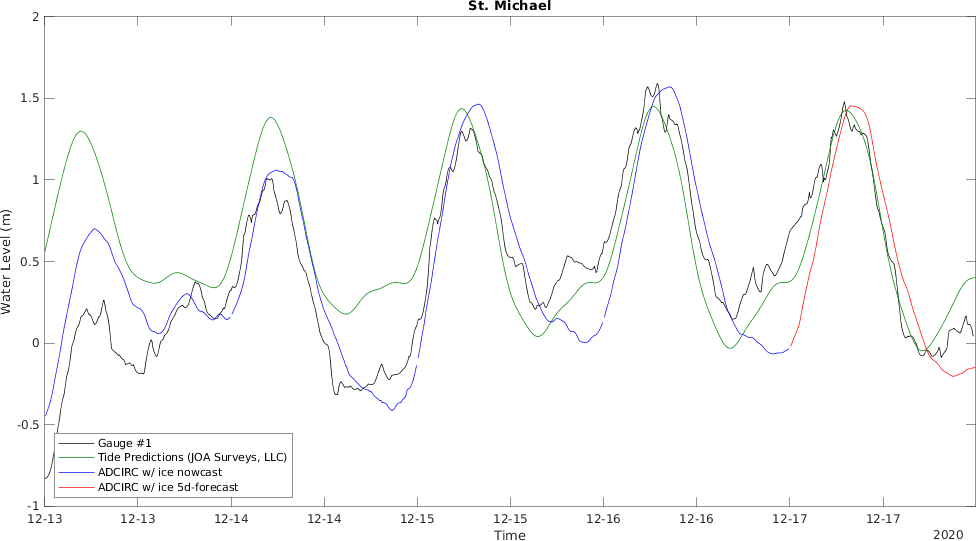 St. Michael
Water Level (m)
2
1.5
1
0.5
0
-0.5
-1
Gauge #1
Tide Predictions (JOA Surveys, LLC)
ADCIRC w/ ice nowcast
ADCIRC w/ ice 5d-forecast
12-13 12-13 12-14 12-14 12-15 12-15 12-16 12-16 12-17 12-17
Time
2020